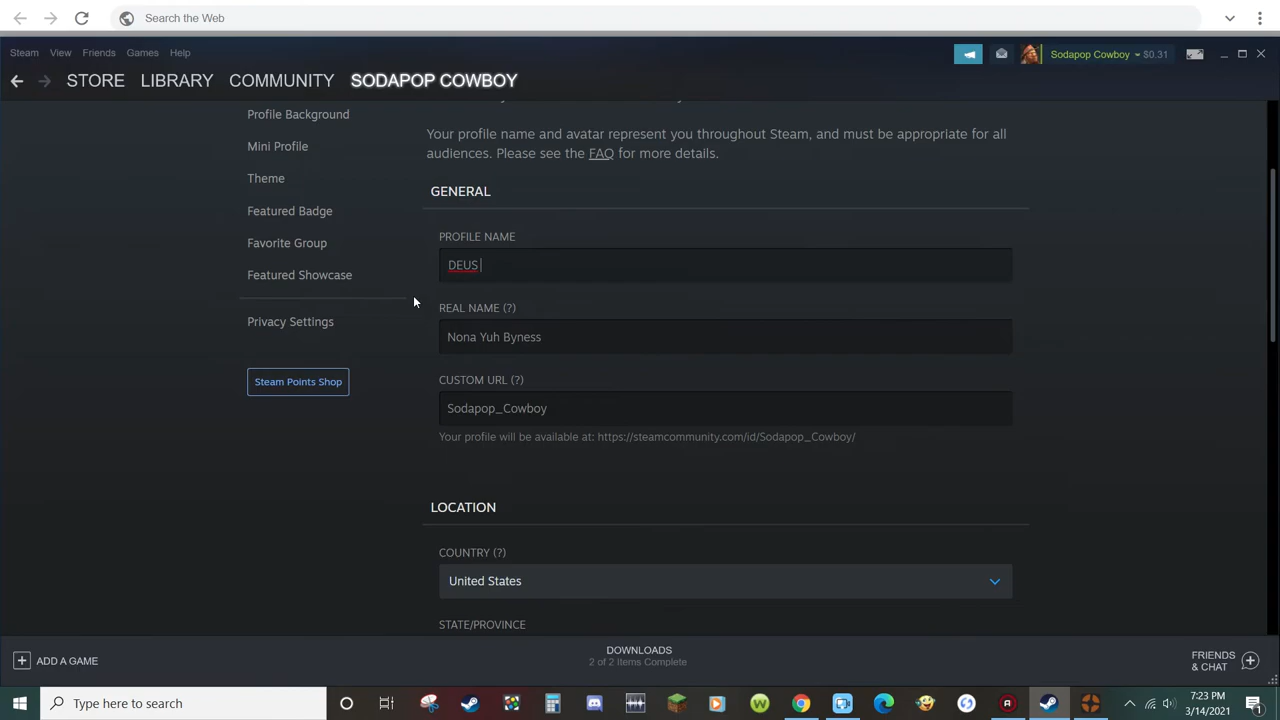 Search the Web
Steam View Friends Games Help
Sodapop Cowboy $0.31
STORE LIBRARY COMMUNITY SODAPOP COWBOY
Profile Background
Mini Profile
Theme
Featured Badge
Favorite Group
Featured Showcase
Privacy Settings
Steam Points Shop
Your profile name and avatar represent you throughout Steam, and must be appropriate for all
audiences. Please see the FAQ for more details.
GENERAL
PROFILE NAME
DEUS
REAL NAME (?)
Nona Yuh Byness
CUSTOM URL (?)
Sodapop_Cowboy
Your profile will be available at: https://steamcommunity.com/id/Sodapop_Cowboy/
LOCATION
COUNTRY (?)
United States
STATE/PROVINCE
ADD A GAME
DOWNLOADS
2 of 2 Items Complete
FRIENDS
& CHAT
Type here to search
7:23 PM
3/14/2021